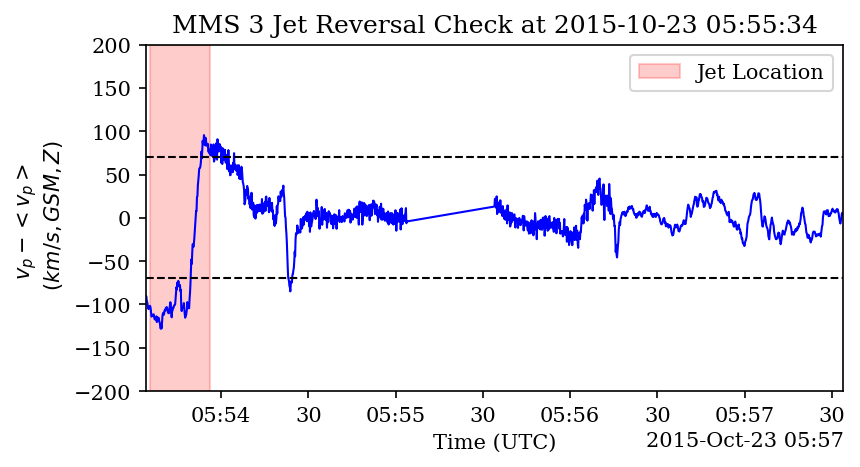 MMS 3 Jet Reversal Check at 2015-10-23 05:55:34
200
150
100
50
0
−50
−100
−150
−200
v_p − < v_p >
(km/s, GSM, Z)
Jet Location
05:54
30
05:55
30
05:56
30
05:57
30
Time (UTC)
2015-Oct-23 05:57